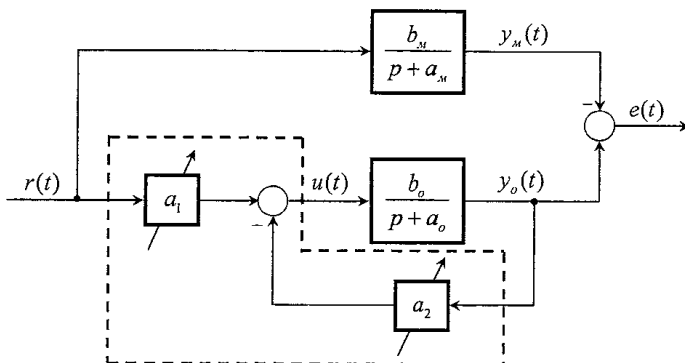 b_м
p + a_м
y_м(t)
e(t)
r(t)
a_1
u(t)
b_o
p + a_o
y_o(t)
a_2